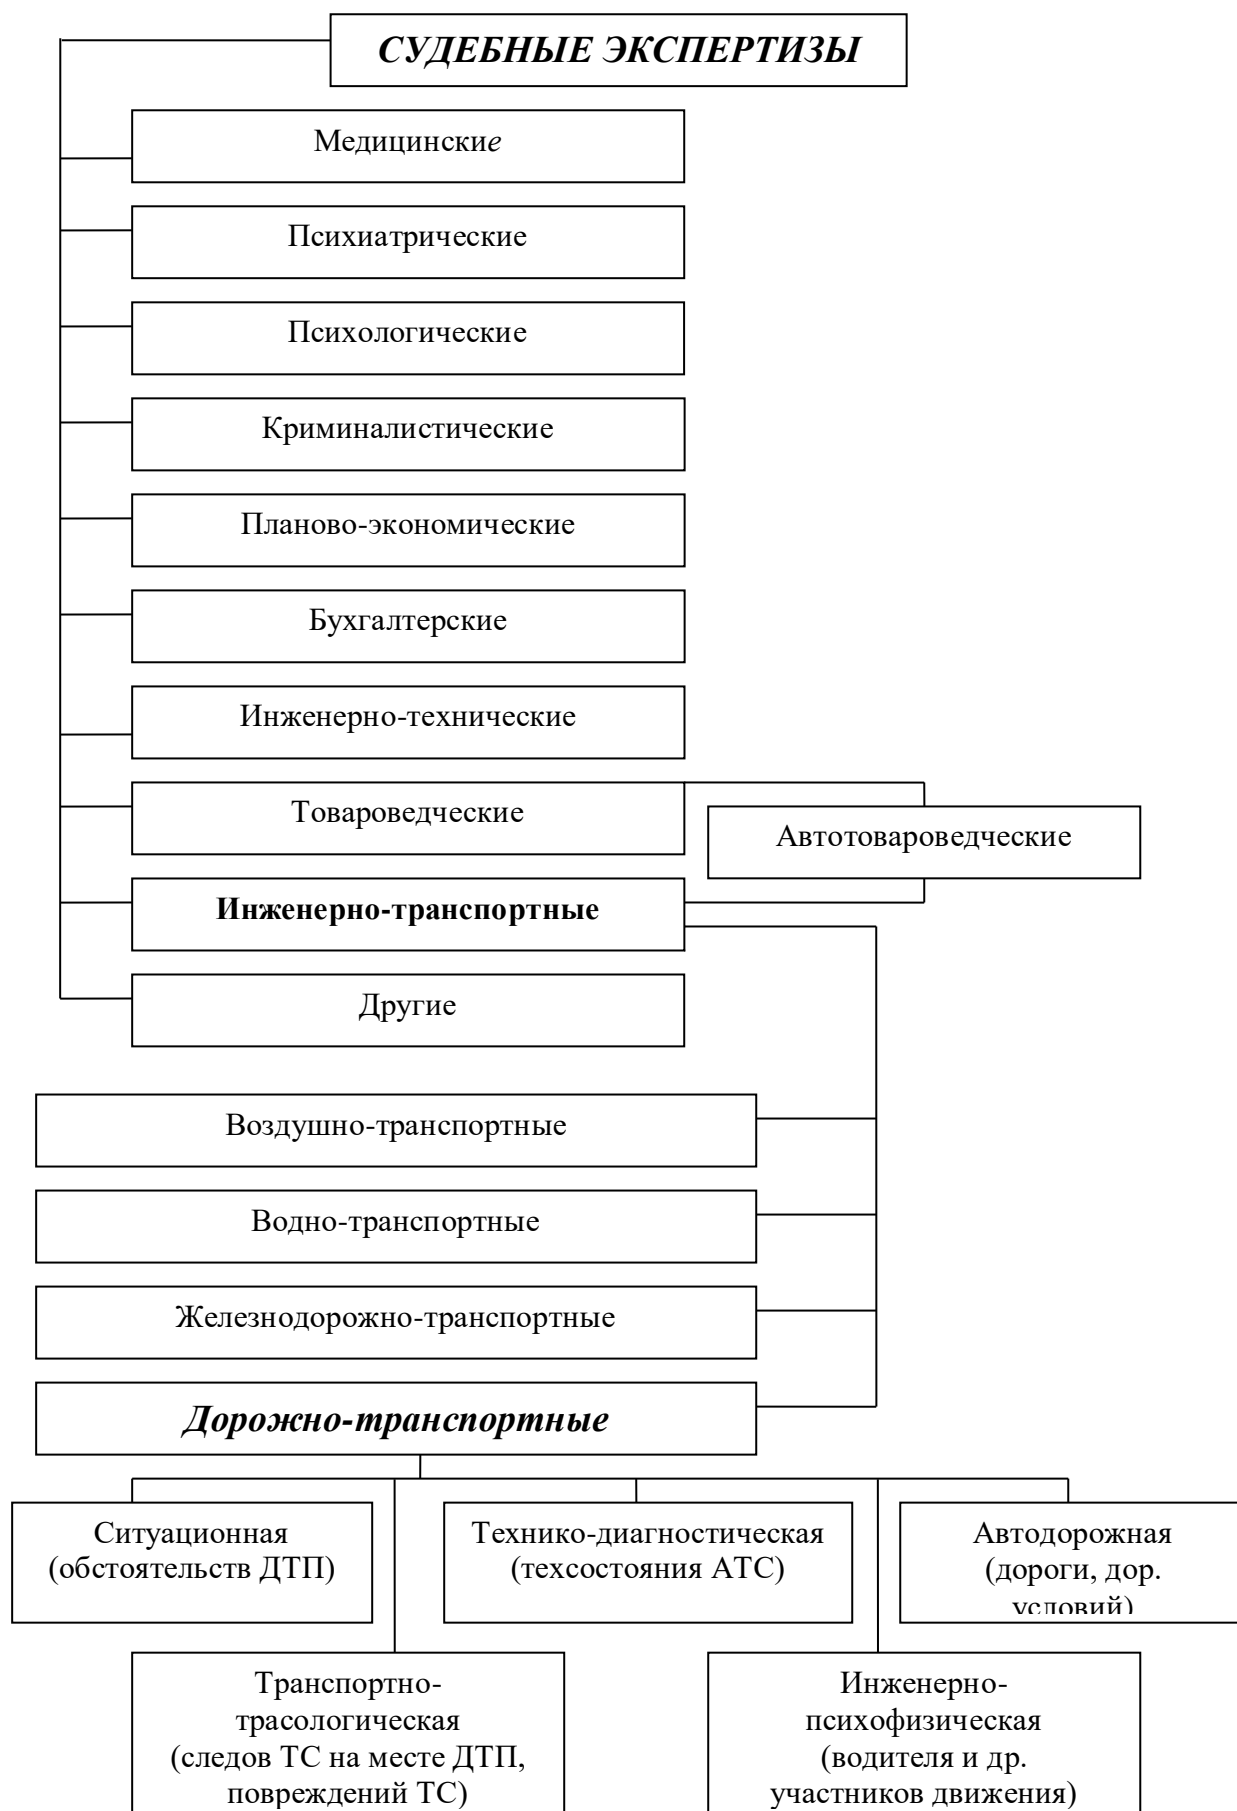 СУДЕБНЫЕ ЭКСПЕРТИЗЫ
Медицинские
Психиатрические
Психологические
Криминалистические
Планово-экономические
Бухгалтерские
Инженерно-технические
Товароведческие
Автотовароведческие
Инженерно-транспортные
Другие
Воздушно-транспортные
Водно-транспортные
Железнодорожно-транспортные
Дорожно-транспортные
Ситуационная
(обстоятельств ДТП)
Технико-диагностическая
(техсостояния АТС)
Автодорожная
(дороги, дор.
условий)
Транспортно-
трасологическая
(следов ТС на месте ДТП,
повреждений ТС)
Инженерно-
психофизическая
(водителя и др.
участников движения)